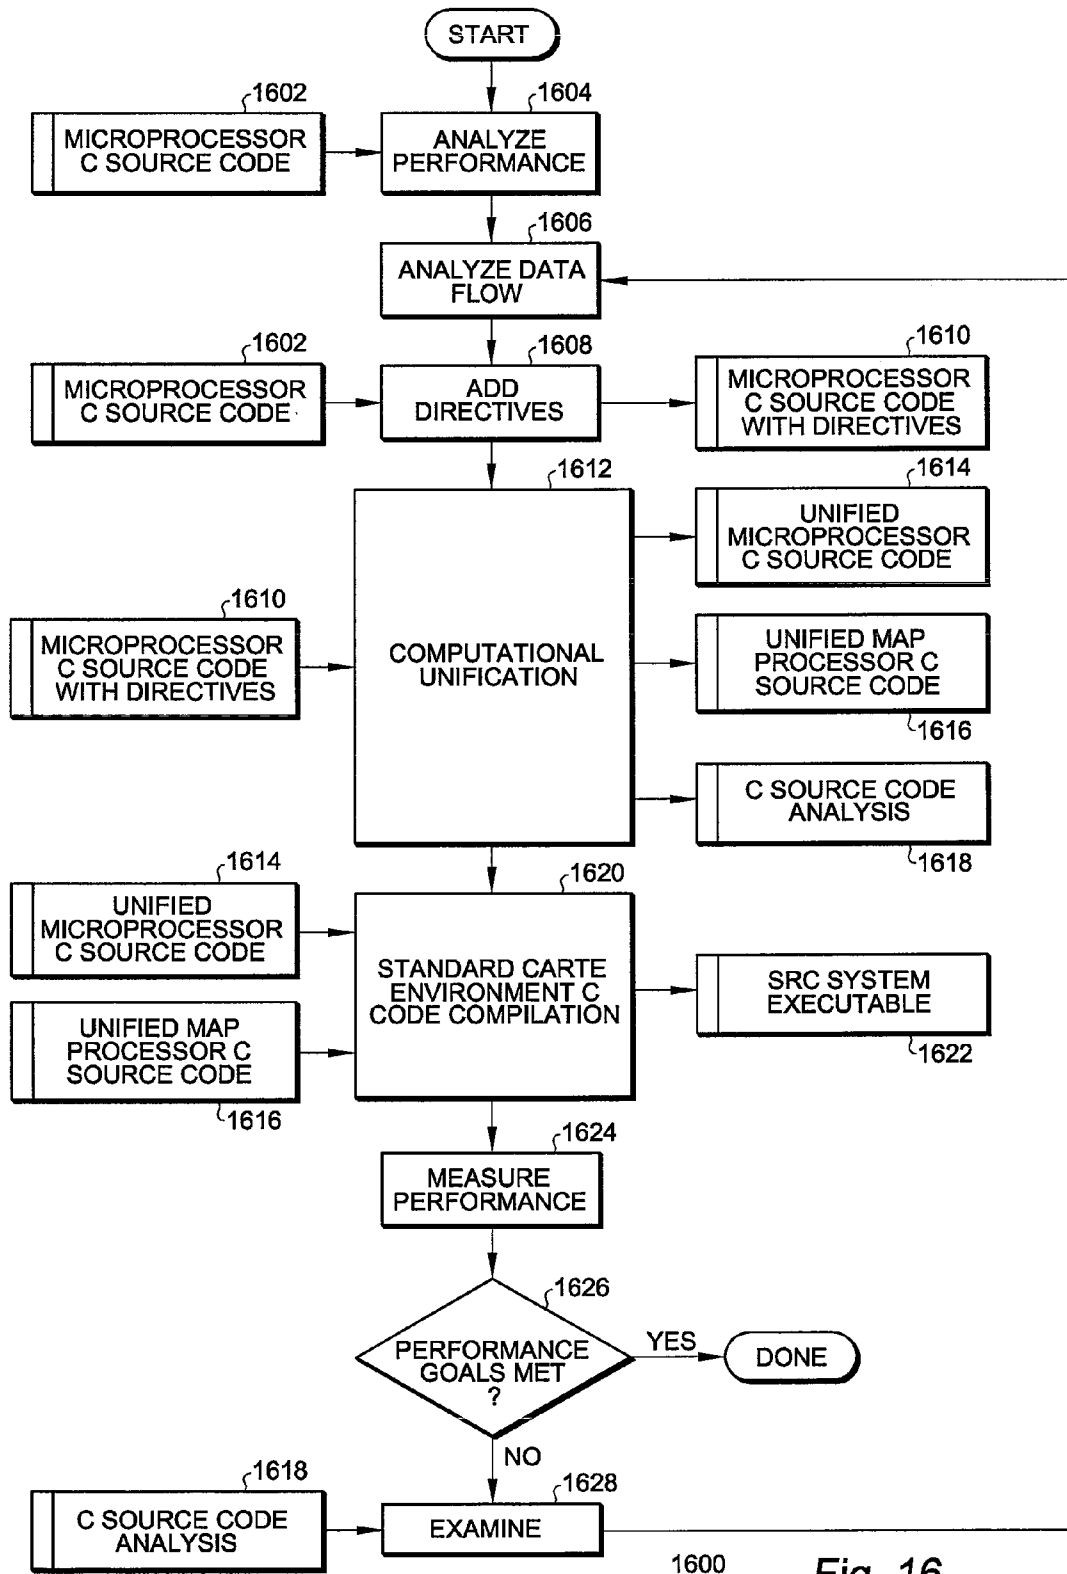 START
1602
MICROPROCESSOR
C SOURCE CODE
1604
ANALYZE
PERFORMANCE
1606
ANALYZE DATA
FLOW
1602
MICROPROCESSOR
C SOURCE CODE
1608
ADD
DIRECTIVES
1610
MICROPROCESSOR
C SOURCE CODE
WITH DIRECTIVES
1612
COMPUTATIONAL
UNIFICATION
1614
UNIFIED
MICROPROCESSOR
C SOURCE CODE
1610
MICROPROCESSOR
C SOURCE CODE
WITH DIRECTIVES
UNIFIED MAP
PROCESSOR C
SOURCE CODE
1616
C SOURCE CODE
ANALYSIS
1618
1614
UNIFIED
MICROPROCESSOR
C SOURCE CODE
1620
STANDARD CARTE
ENVIRONMENT C
CODE COMPILATION
SRC SYSTEM
EXECUTABLE
1622
UNIFIED MAP
PROCESSOR C
SOURCE CODE
1616
1624
MEASURE
PERFORMANCE
1626
PERFORMANCE
GOALS MET
?
YES
DONE
NO
1618
C SOURCE CODE
ANALYSIS
1628
EXAMINE
1600
Fig. 16